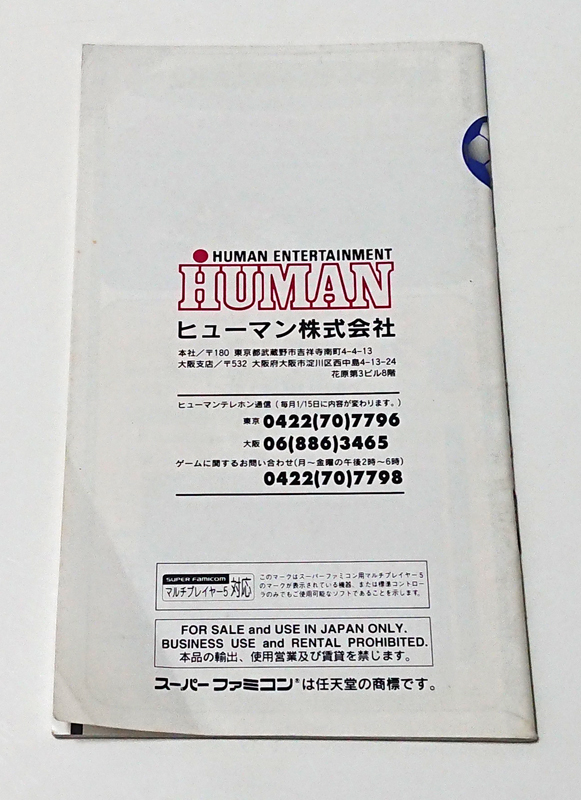 HUMAN ENTERTAINMENT
HUMAN
ヒューマン株式会社
本社／〒180 東京都武蔵野市吉祥寺南町4-4-13
大阪支店／〒532 大阪府大阪市淀川区西中島4-13-24
花原第3ビル8階
ヒューマンテレホン通信（毎月1/15日に内容が変わります。）
東京 0422(70)7796
大阪 06(886)3465
ゲームに関するお問い合わせ(月〜金曜の午後2時〜6時)
0422(70)7798
SUPER FAMICOM
マルチプレイヤー5 対応
このマークはスーパーファミコン用マルチプレイヤー5
のマークが表示されている機器、または標準コントロー
ラのみでもご使用可能なソフトであることを示します。
FOR SALE and USE IN JAPAN ONLY.
BUSINESS USE and RENTAL PROHIBITED.
本品の輸出、使用営業及び賃貸を禁じます。
スーパーファミコン®は任天堂の商標です。